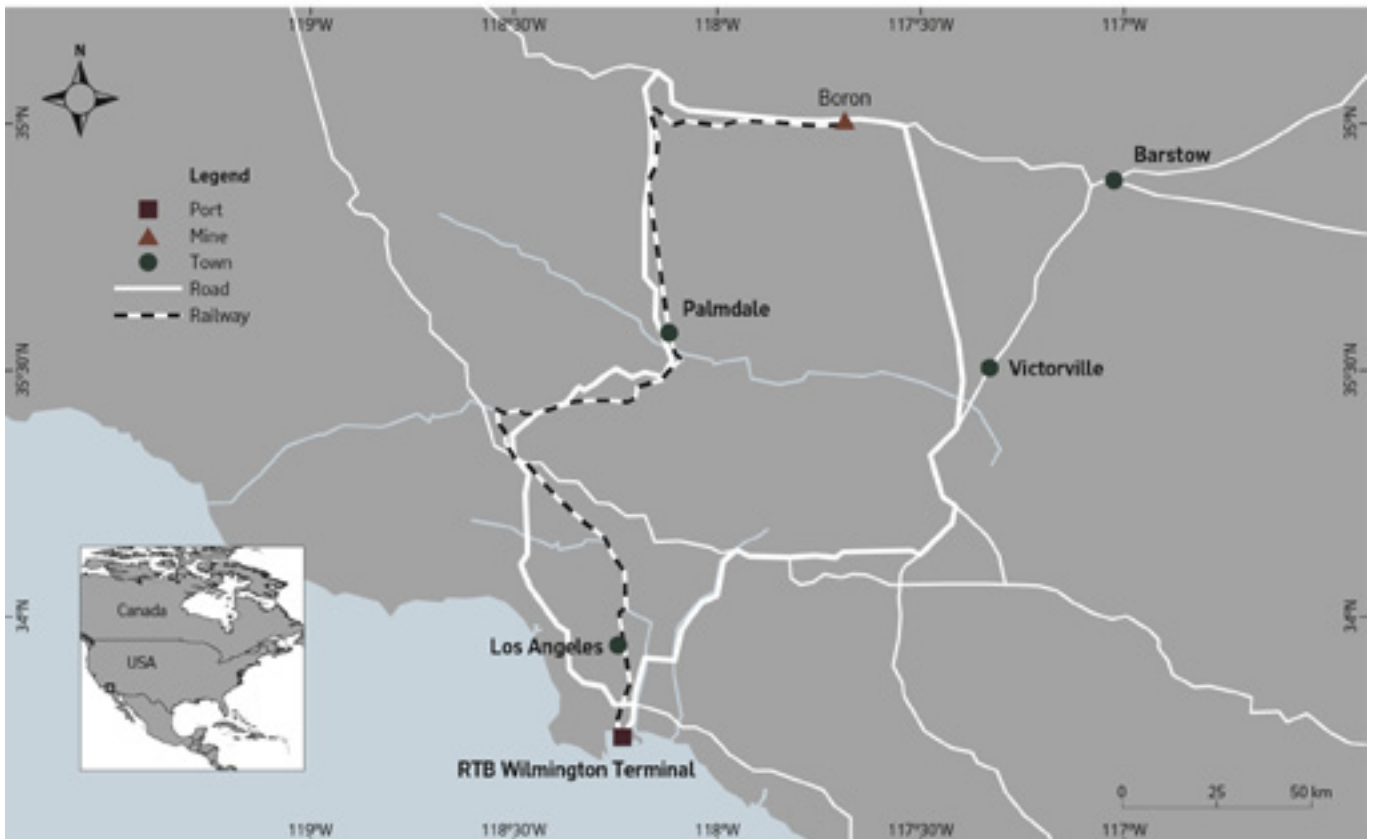 119°W
118°30'W
118°W
117°30'W
117°W
N
35°N
35°N
Boron
Barstow
Legend
Port
Mine
Town
Road
Railway
Palmdale
35°30'N
35°30'N
Victorville
Canada
USA
34°N
34°N
Los Angeles
RTB Wilmington Terminal
0 25 50 km
119°W
118°30'W
118°W
117°30'W
117°W